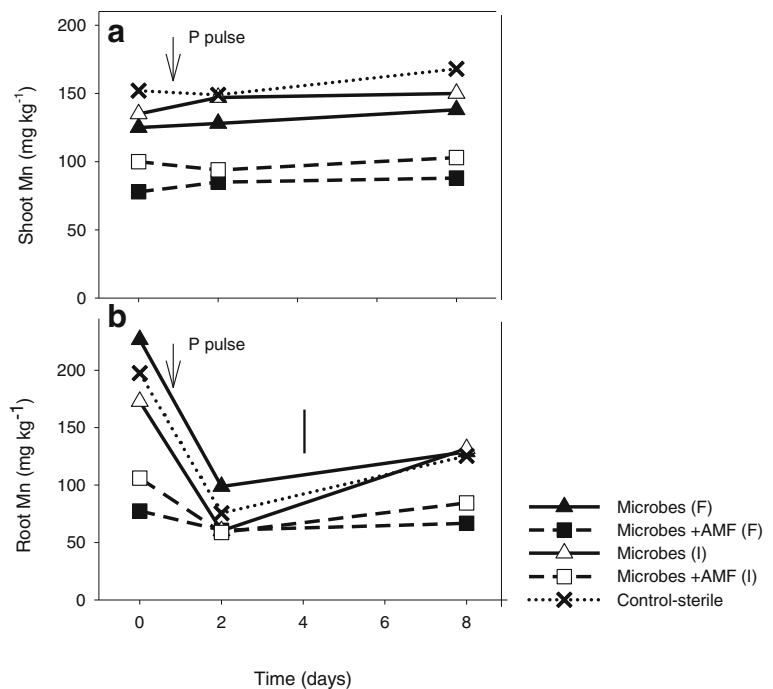 a
P pulse
200
150
100
50
0
Shoot Mn (mg kg-1)
b
P pulse
200
150
100
50
0
Root Mn (mg kg-1)
0 2 4 6 8
Time (days)
Microbes (F)
Microbes +AMF (F)
Microbes (I)
Microbes +AMF (I)
Control-sterile